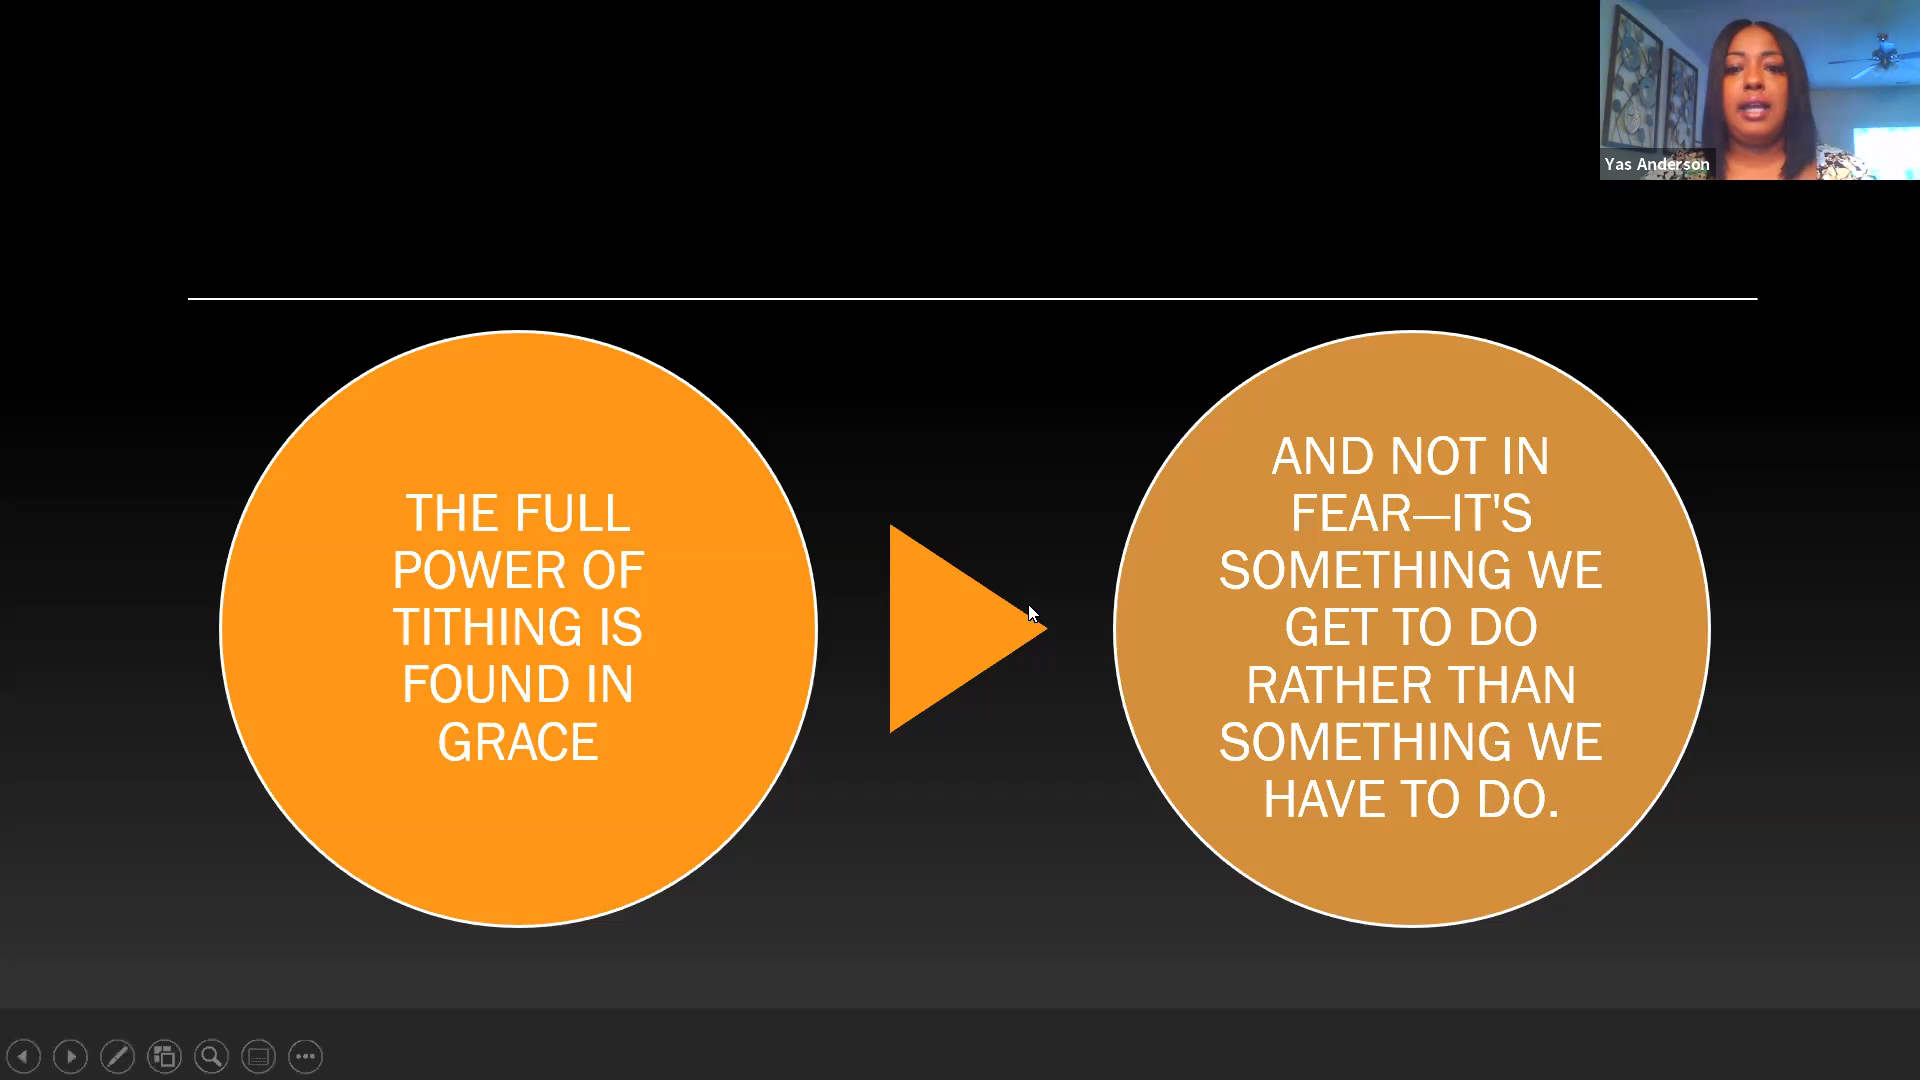 Yas Anderson
THE FULL
POWER OF
TITHING IS
FOUND IN
GRACE
AND NOT IN
FEAR—IT'S
SOMETHING WE
GET TO DO
RATHER THAN
SOMETHING WE
HAVE TO DO.